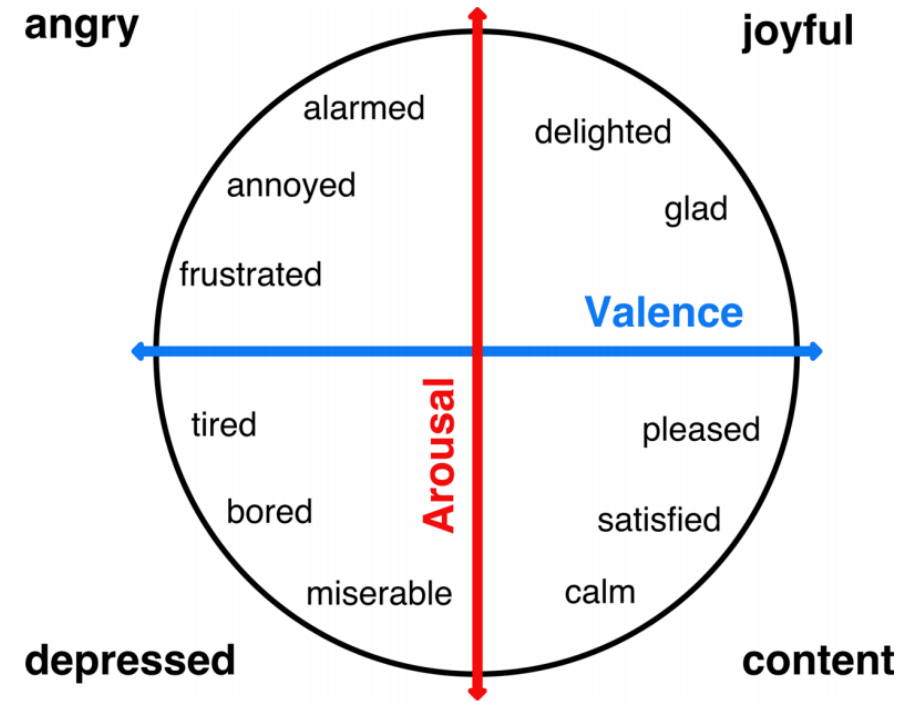 angry
joyful
alarmed
delighted
annoyed
glad
frustrated
Valence
Arousal
tired
pleased
bored
satisfied
miserable
calm
depressed
content